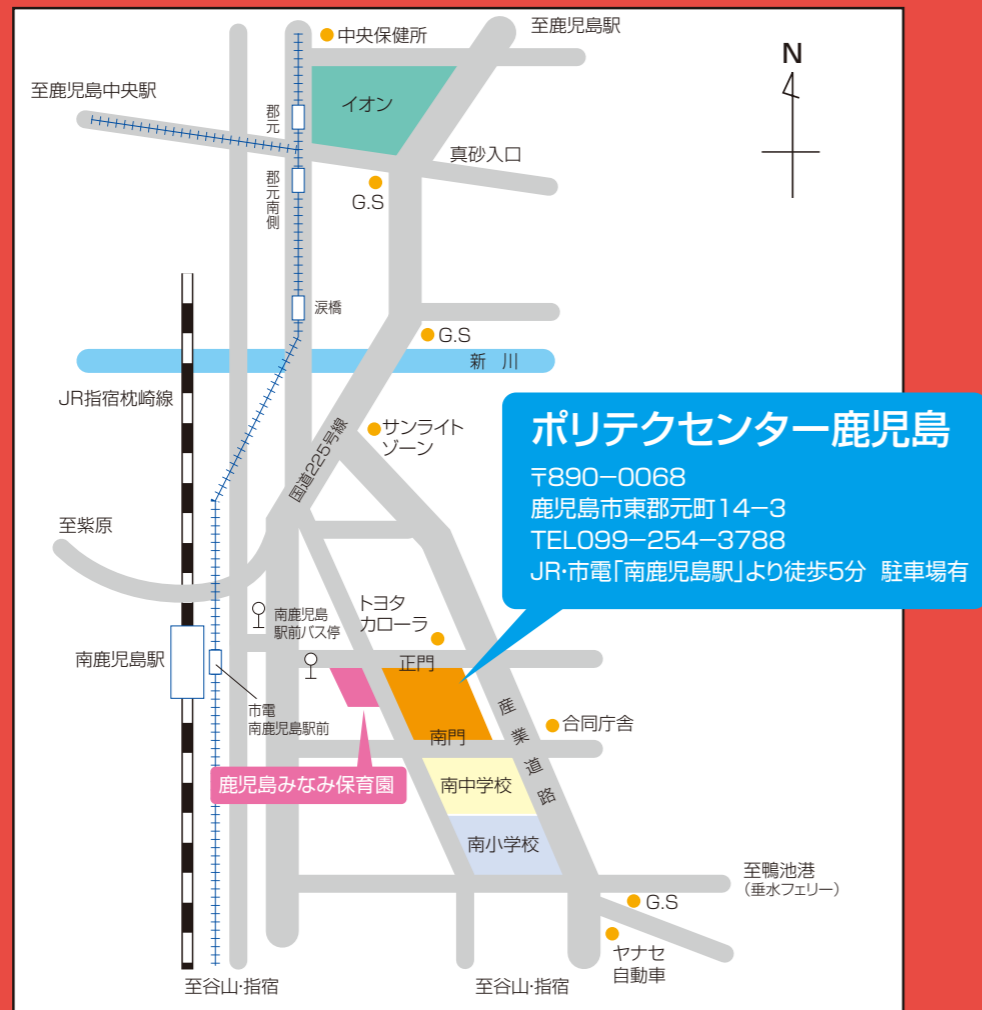 中央保健所
至鹿児島駅
N
至鹿児島中央駅
イオン
郡元
真砂入口
郡元南側
G.S
涙橋
G.S
新 川
JR指宿枕崎線
国道225号線
サンライト
ゾーン
ポリテクセンター鹿児島
〒890−0068
鹿児島市東郡元町14−3
TEL099−254−3788
JR・市電「南鹿児島駅」より徒歩5分 駐車場有
至紫原
南鹿児島
駅前バス停
トヨタ
カローラ
正門
南鹿児島駅
市電
南鹿児島駅前
産業道路
南門
合同庁舎
鹿児島みなみ保育園
南中学校
南小学校
至鴨池港
（垂水フェリー）
G.S
ヤナセ
自動車
至谷山・指宿
至谷山・指宿